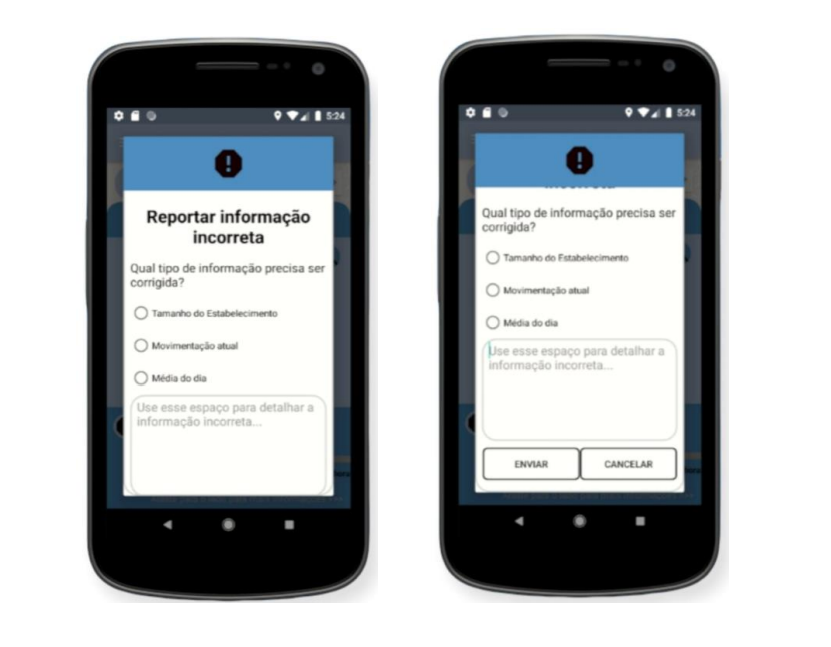 5:24
Reportar informação
incorreta
Qual tipo de informação precisa ser
corrigida?
Tamanho do Estabelecimento
Movimentação atual
Média do dia
Use esse espaço para detalhar a
informação incorreta...
5:24
Qual tipo de informação precisa ser
corrigida?
Tamanho do Estabelecimento
Movimentação atual
Média do dia
Use esse espaço para detalhar a
informação incorreta...
ENVIAR
CANCELAR